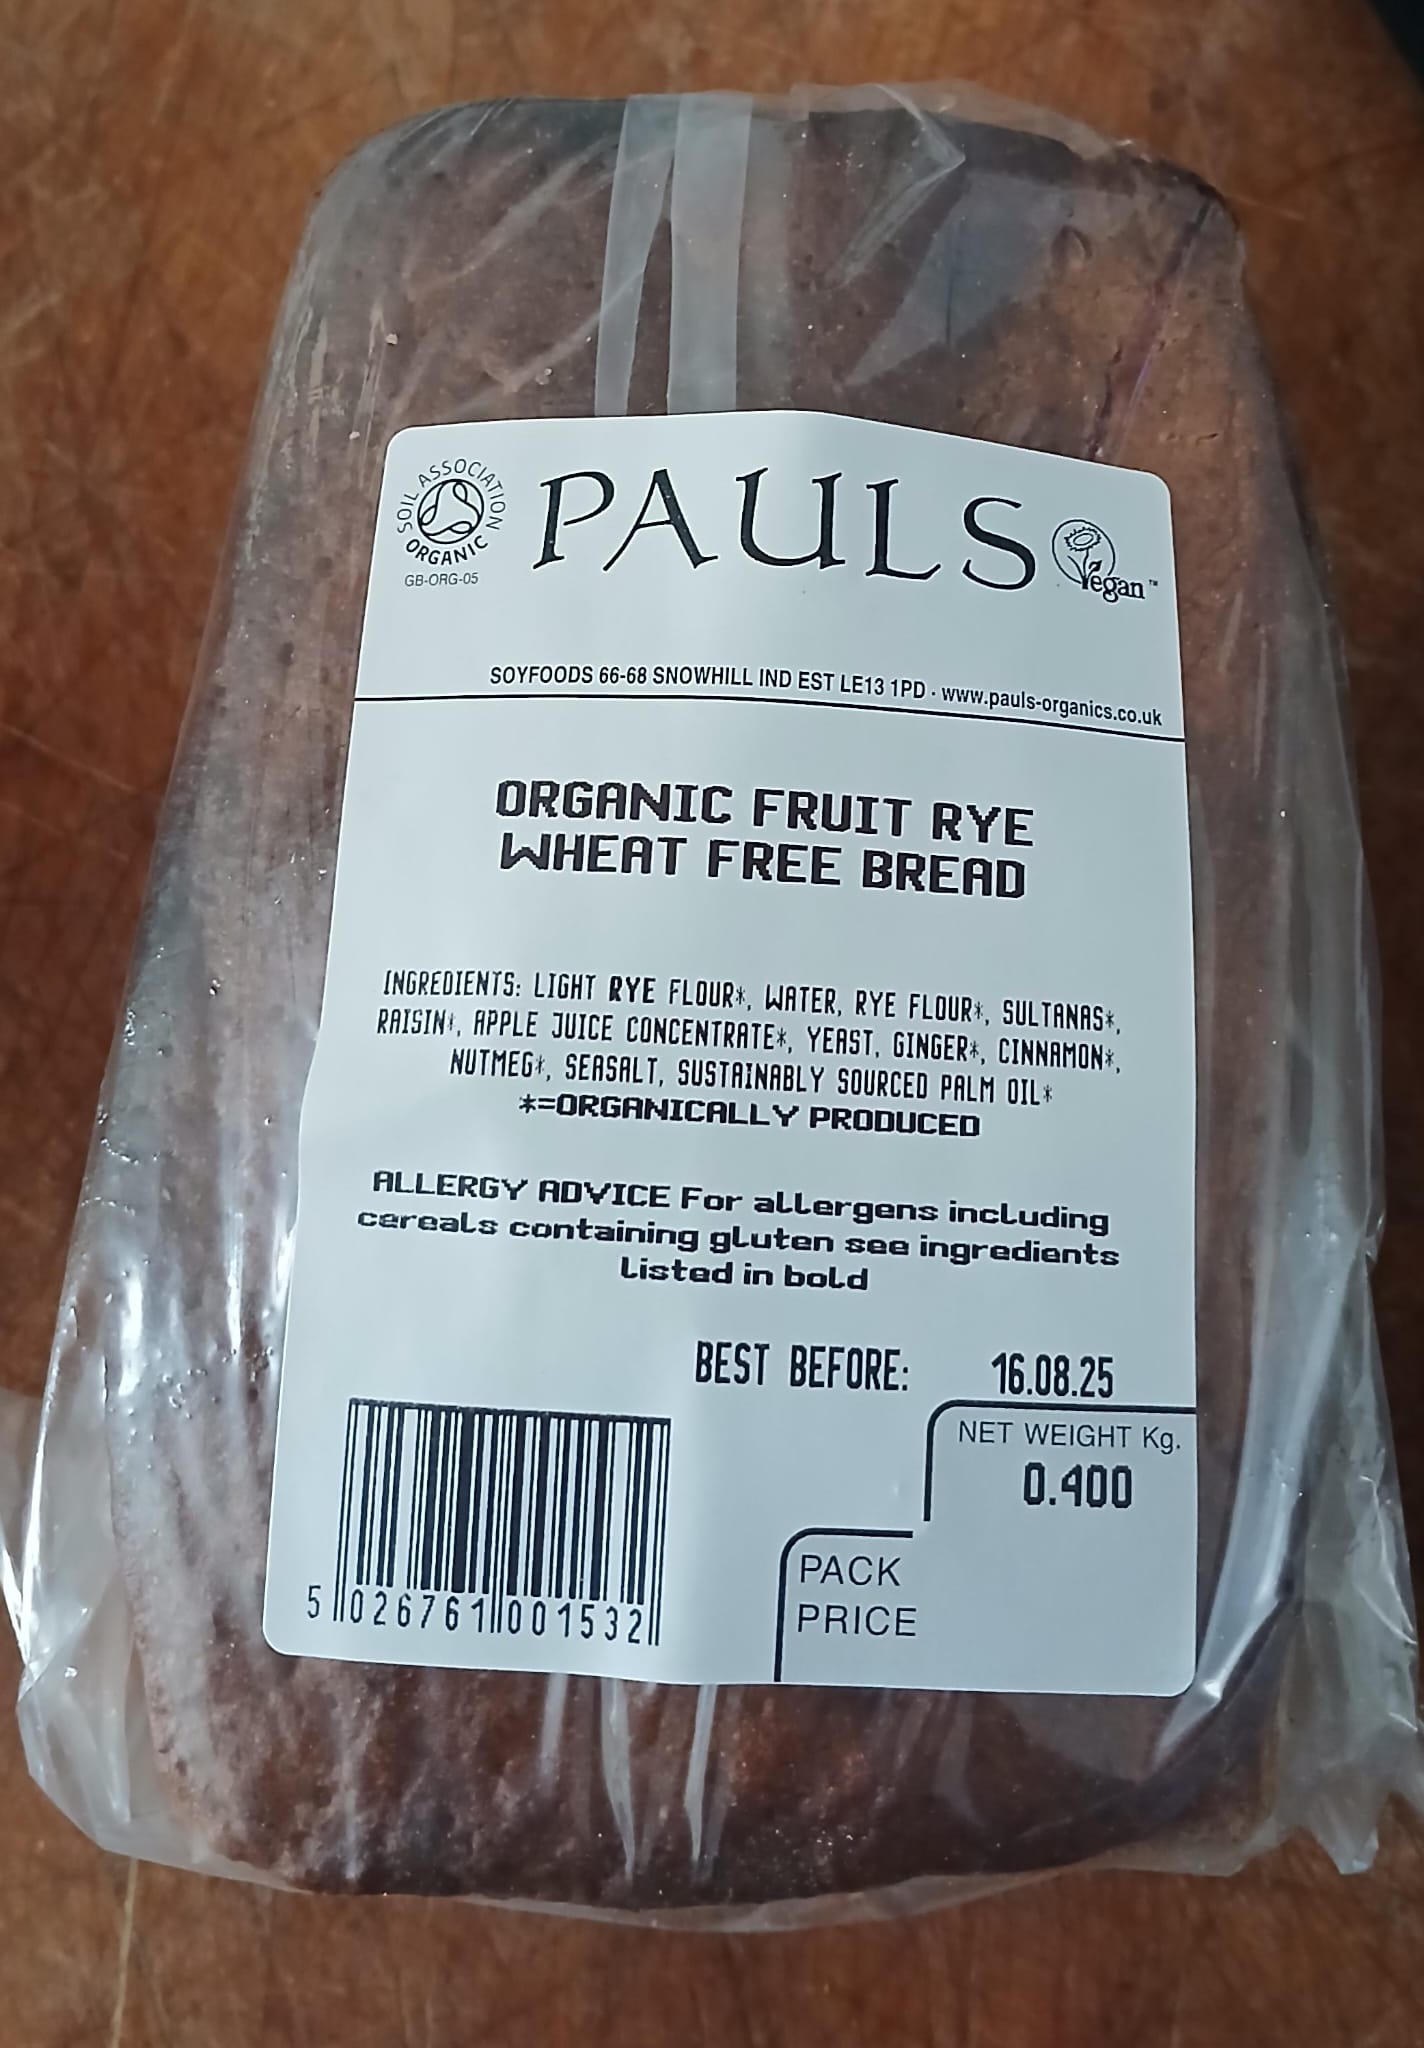 SOIL ASSOCIATION
ORGANIC
GB-ORG-05
PAULS
Vegan™
SOYFOODS 66-68 SNOWHILL IND EST LE13 1PD · www.pauls-organics.co.uk
ORGANIC FRUIT RYE
WHEAT FREE BREAD
INGREDIENTS: LIGHT RYE FLOUR*, WATER, RYE FLOUR*, SULTANAS*,
RAISIN*, APPLE JUICE CONCENTRATE*, YEAST, GINGER*, CINNAMON*,
NUTMEG*, SEASALT, SUSTAINABLY SOURCED PALM OIL*
*=ORGANICALLY PRODUCED
ALLERGY ADVICE For allergens including
cereals containing gluten see ingredients
listed in bold
BEST BEFORE: 16.08.25
NET WEIGHT Kg.
0.400
PACK
PRICE
5 026761 001532